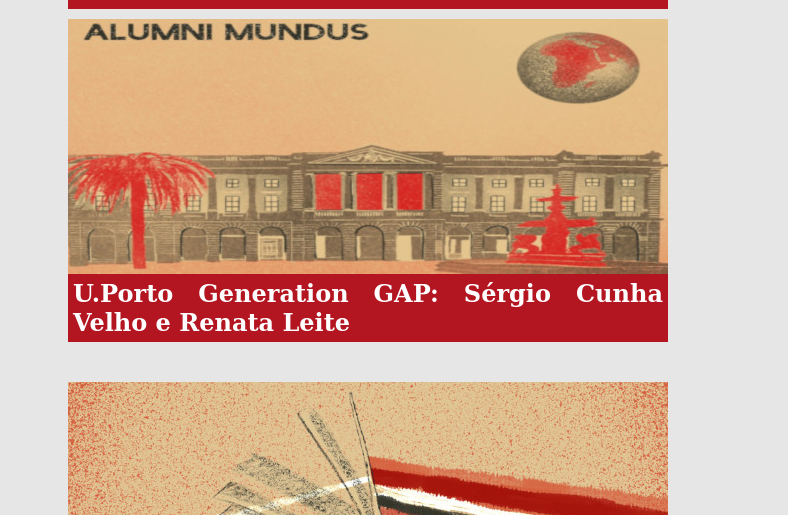 ALUMNI MUNDUS
U.Porto Generation GAP: Sérgio Cunha
Velho e Renata Leite